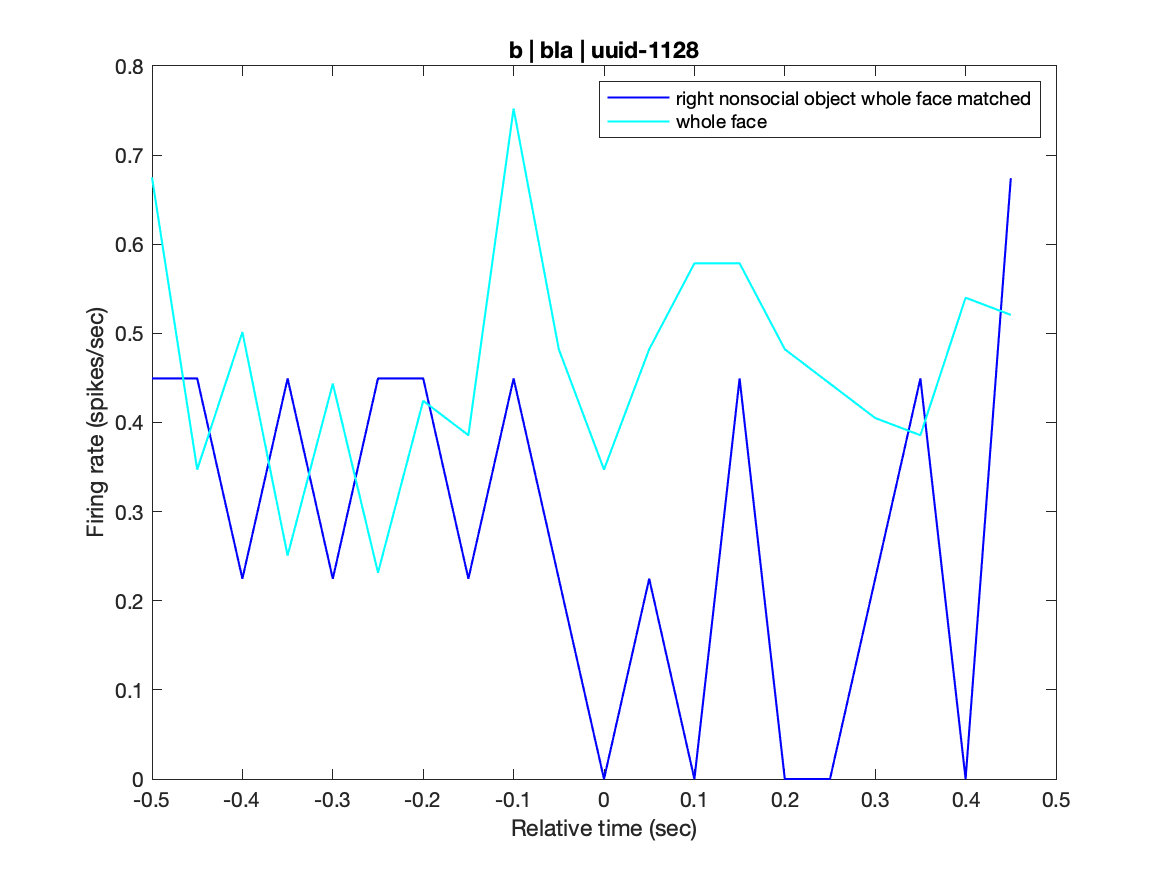 b | bla | uuid-1128
right nonsocial object whole face matched
whole face
0.8
0.7
0.6
0.5
0.4
0.3
0.2
0.1
0
Firing rate (spikes/sec)
-0.5 -0.4 -0.3 -0.2 -0.1 0 0.1 0.2 0.3 0.4 0.5
Relative time (sec)